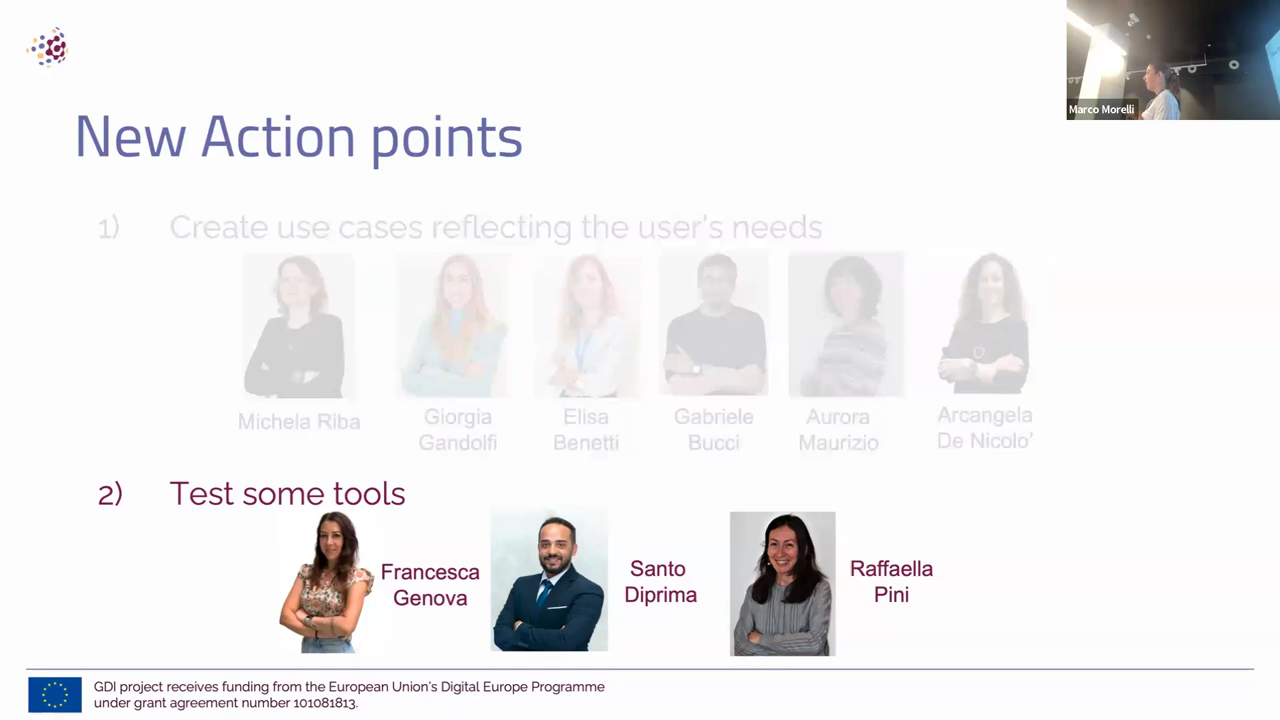 Marco Morelli
New Action points
1) Create use cases reflecting the user's needs
Michela Riba
Giorgia
Gandolfi
Elisa
Benetti
Gabriele
Bucci
Aurora
Maurizio
Arcangela
De Nicolo'
2) Test some tools
Francesca
Genova
Santo
Diprima
Raffaella
Pini
GDI project receives funding from the European Union's Digital Europe Programme
under grant agreement number 101081813.